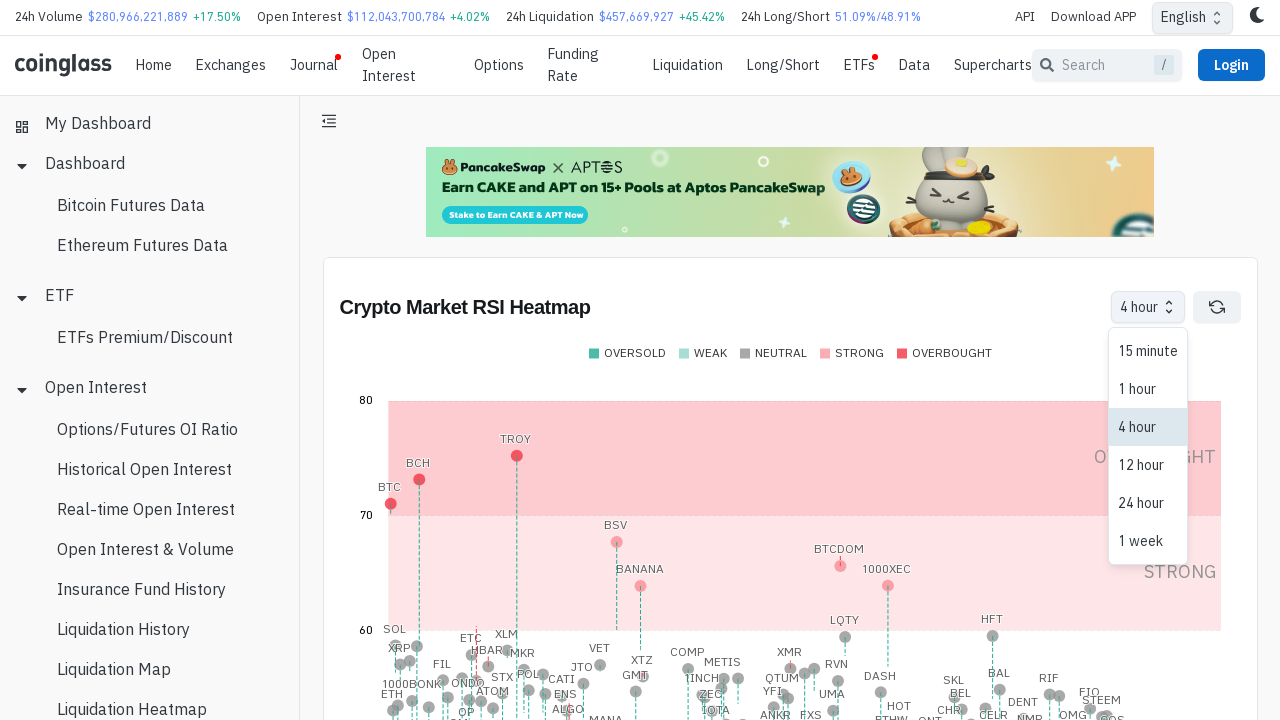 24h Volume $280,966,221,889 +17.50% Open Interest $112,043,700,784 +4.02% 24h Liquidation $457,669,927 +45.42% 24h Long/Short 51.09%/48.91% API Download APP English
coinglass Home Exchanges Journal Open Interest Options Funding Rate Liquidation Long/Short ETFs Data Supercharts Search / Login
My Dashboard
Dashboard
Bitcoin Futures Data
Ethereum Futures Data
ETF
ETFs Premium/Discount
Open Interest
Options/Futures OI Ratio
Historical Open Interest
Real-time Open Interest
Open Interest & Volume
Insurance Fund History
Liquidation History
Liquidation Map
Liquidation Heatmap
PancakeSwap × APTOS
Earn CAKE and APT on 15+ Pools at Aptos PancakeSwap
Stake to Earn CAKE & APT Now
Crypto Market RSI Heatmap
4 hour
15 minute
1 hour
4 hour
12 hour
24 hour
1 week
OVERSOLD WEAK NEUTRAL STRONG OVERBOUGHT
80
TROY
BCH
BTC
70
BSV
BTCDOM
BANANA 1000XEC
STRONG
60
LQTY HFT
SOL ETC XLM
XRP HBAR MKR VET COMP XMR
FIL JTO XTZ METIS RVN
1000BONK ONDO STX POL CATI GMT 1INCH QTUM DASH SKL BAL RIF
ETH ATOM ENS ZEC YFI UMA BEL FIO
OP ALGO IOTA HOT CHR DENT STEEM
MANA ANKR FXS CELR OMG